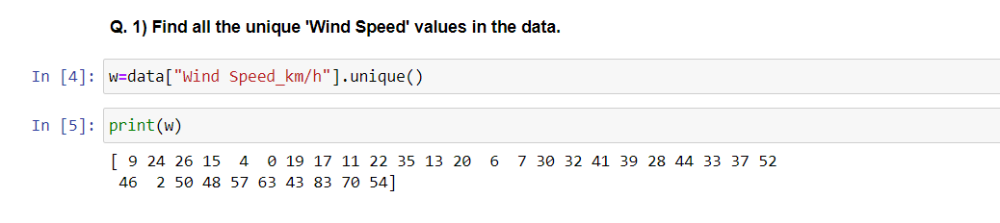 Q. 1) Find all the unique 'Wind Speed' values in the data.
In [4]: w=data["Wind Speed_km/h"].unique()
In [5]: print(w)
[ 9 24 26 15  4  0 19 17 11 22 35 13 20  6  7 30 32 41 39 28 44 33 37 52
 46  2 50 48 57 63 43 83 70 54]